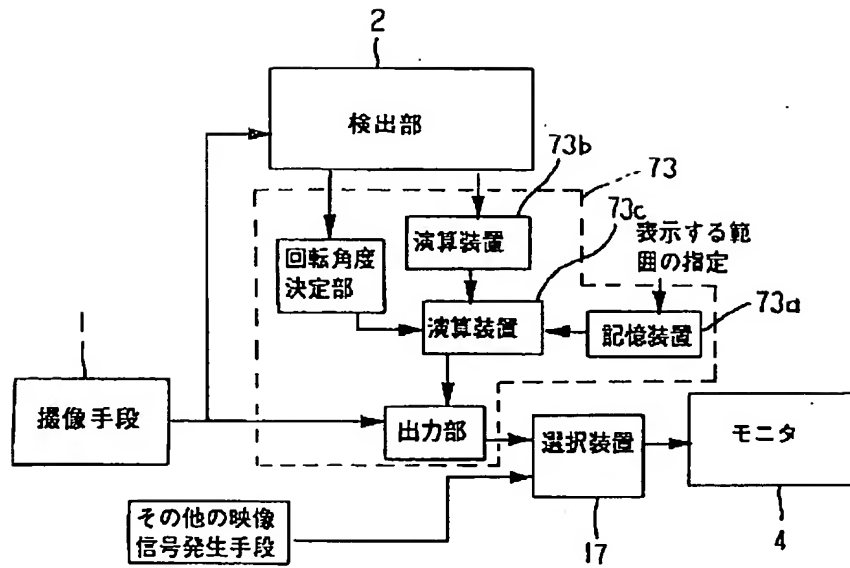 2
検出部
73b
73
73c
演算装置
表示する範
囲の指定
回転角度
決定部
演算装置
記憶装置
73a
撮像手段
出力部
選択装置
モニタ
その他の映像
信号発生手段
17
4